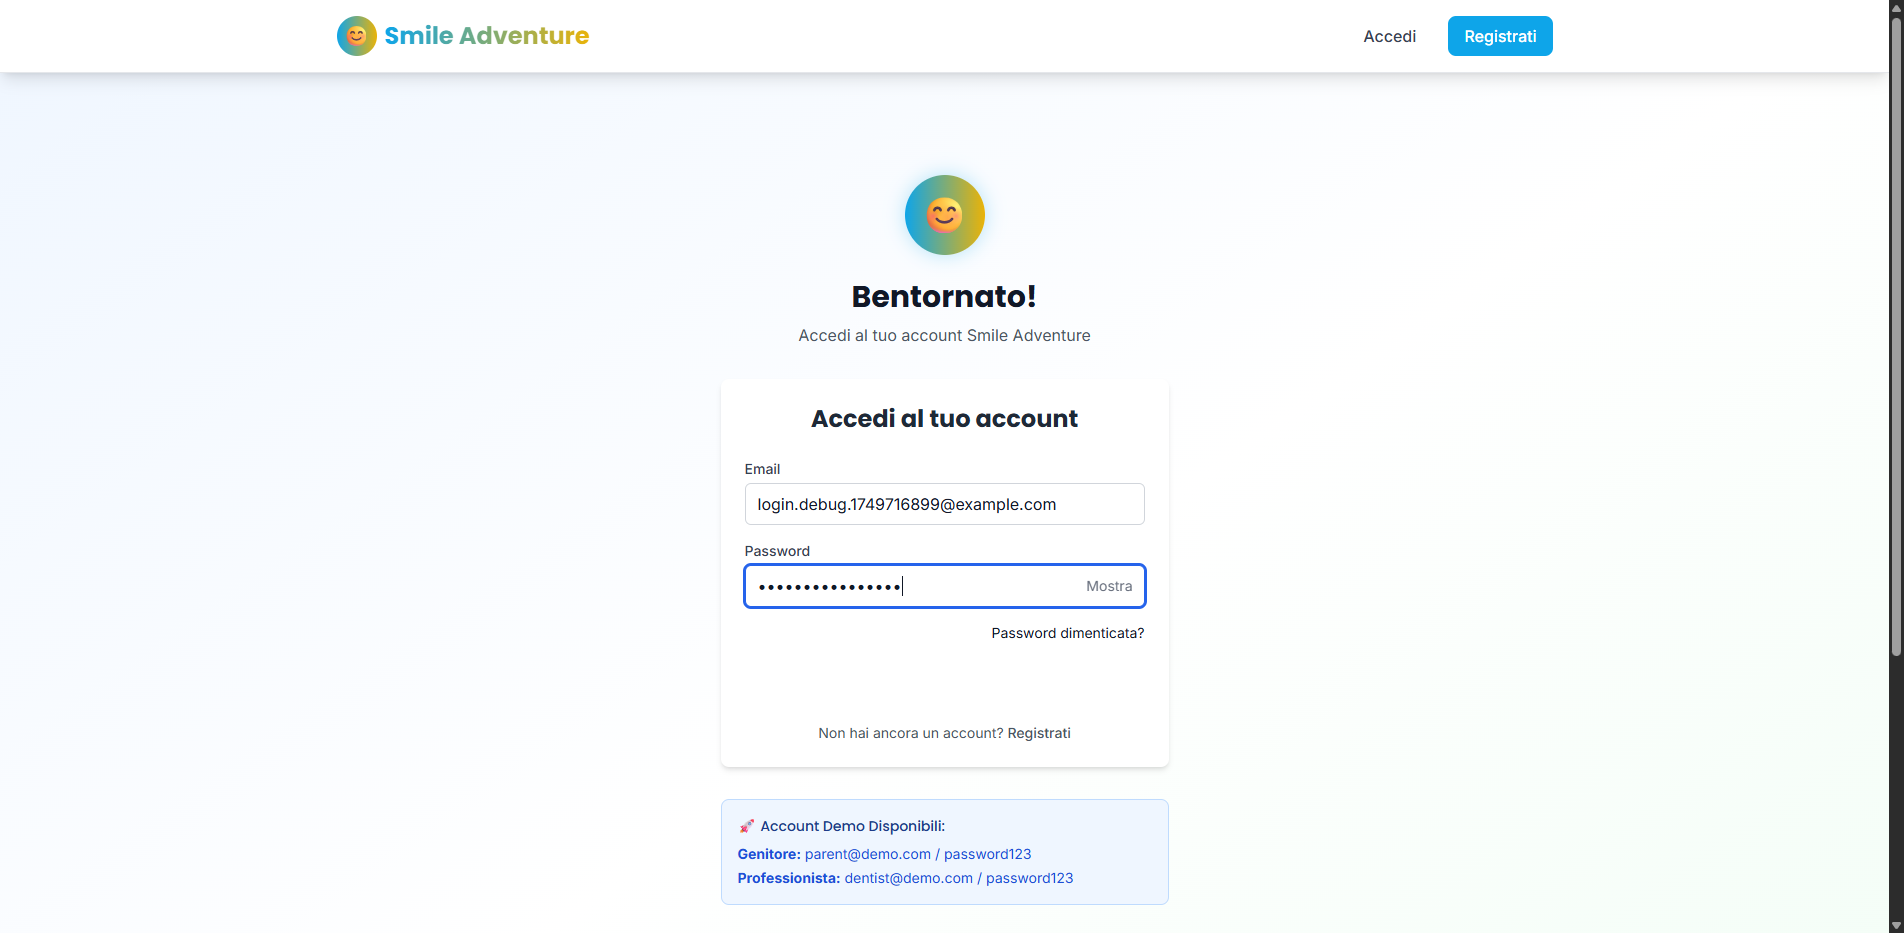 Smile Adventure
Accedi
Registrati
Bentornato!
Accedi al tuo account Smile Adventure
Accedi al tuo account
Email
login.debug.1749716899@example.com
Password
••••••••••••••••
Mostra
Password dimenticata?
Non hai ancora un account? Registrati
🚀 Account Demo Disponibili:
Genitore: parent@demo.com / password123
Professionista: dentist@demo.com / password123